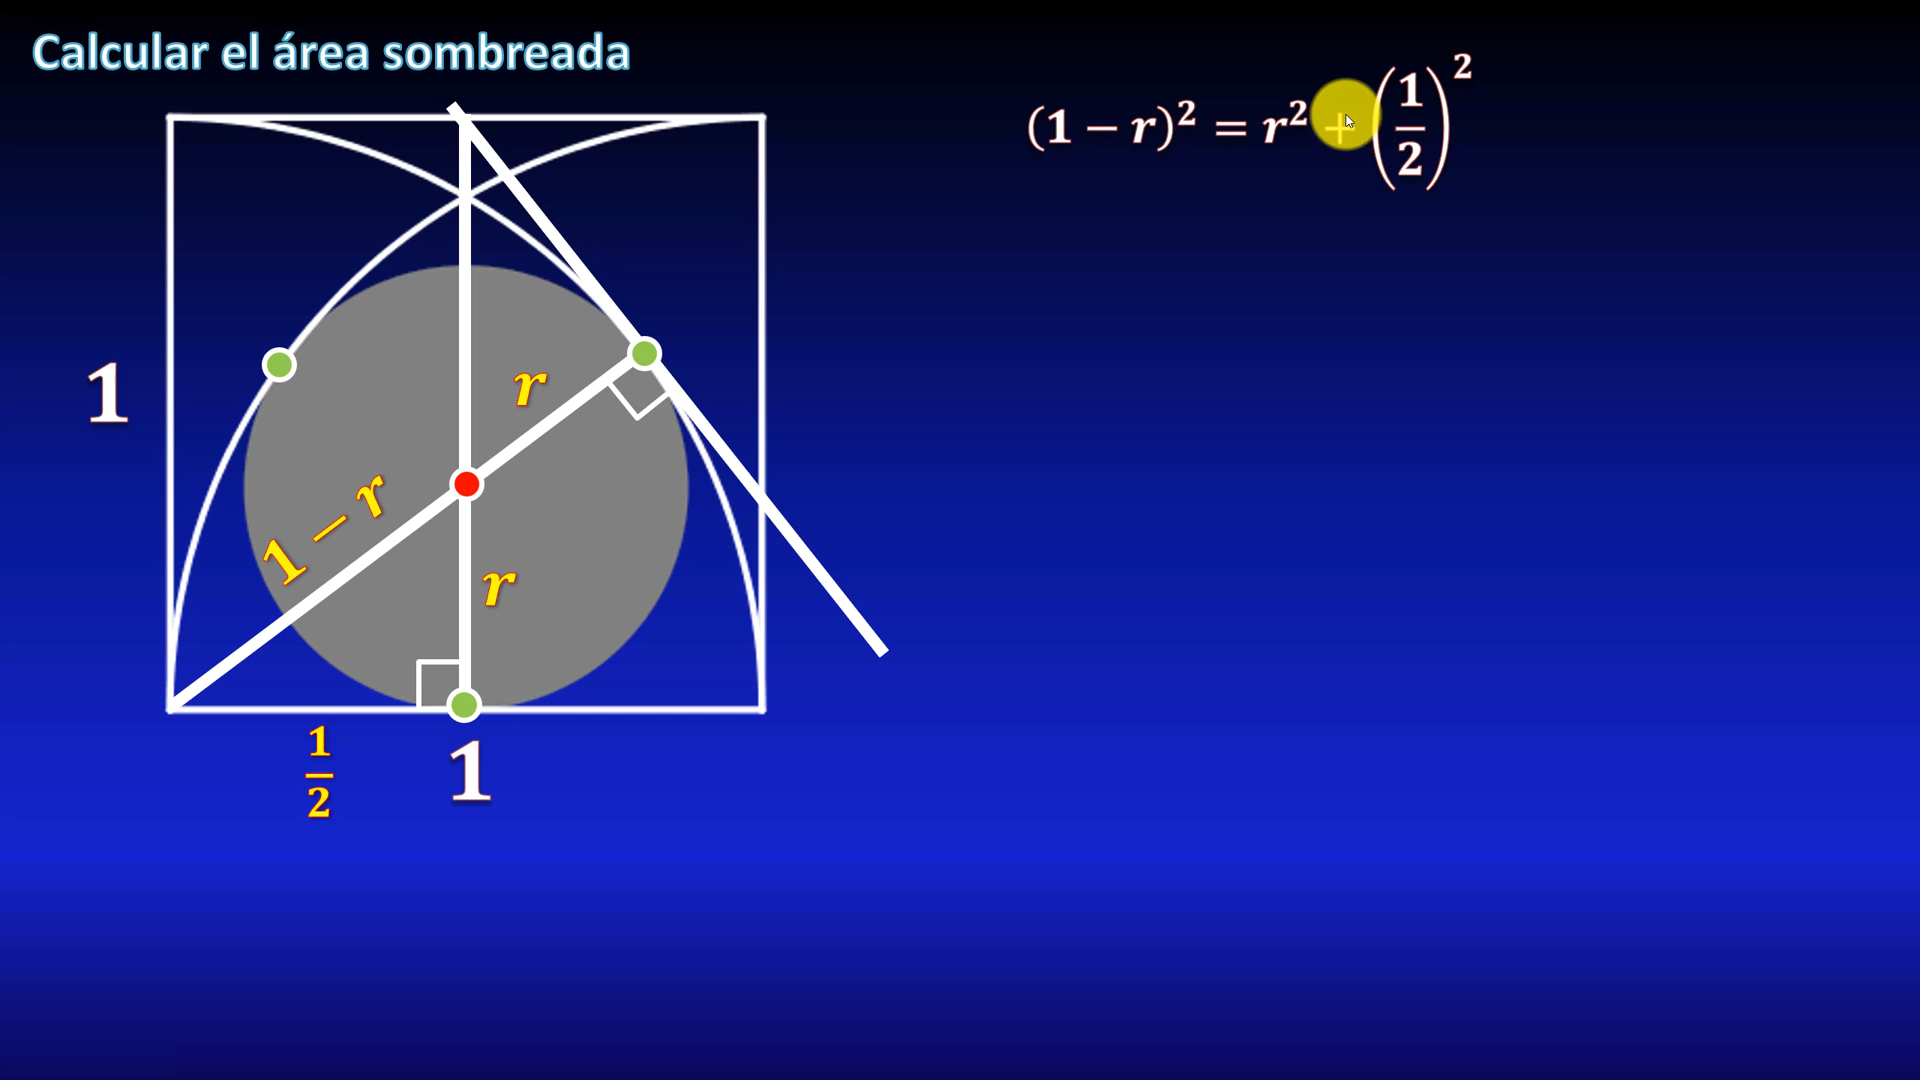 Calcular el área sombreada
(1 − r)² = r² + (1/2)²
1
r
1 − r
r
1/2
1